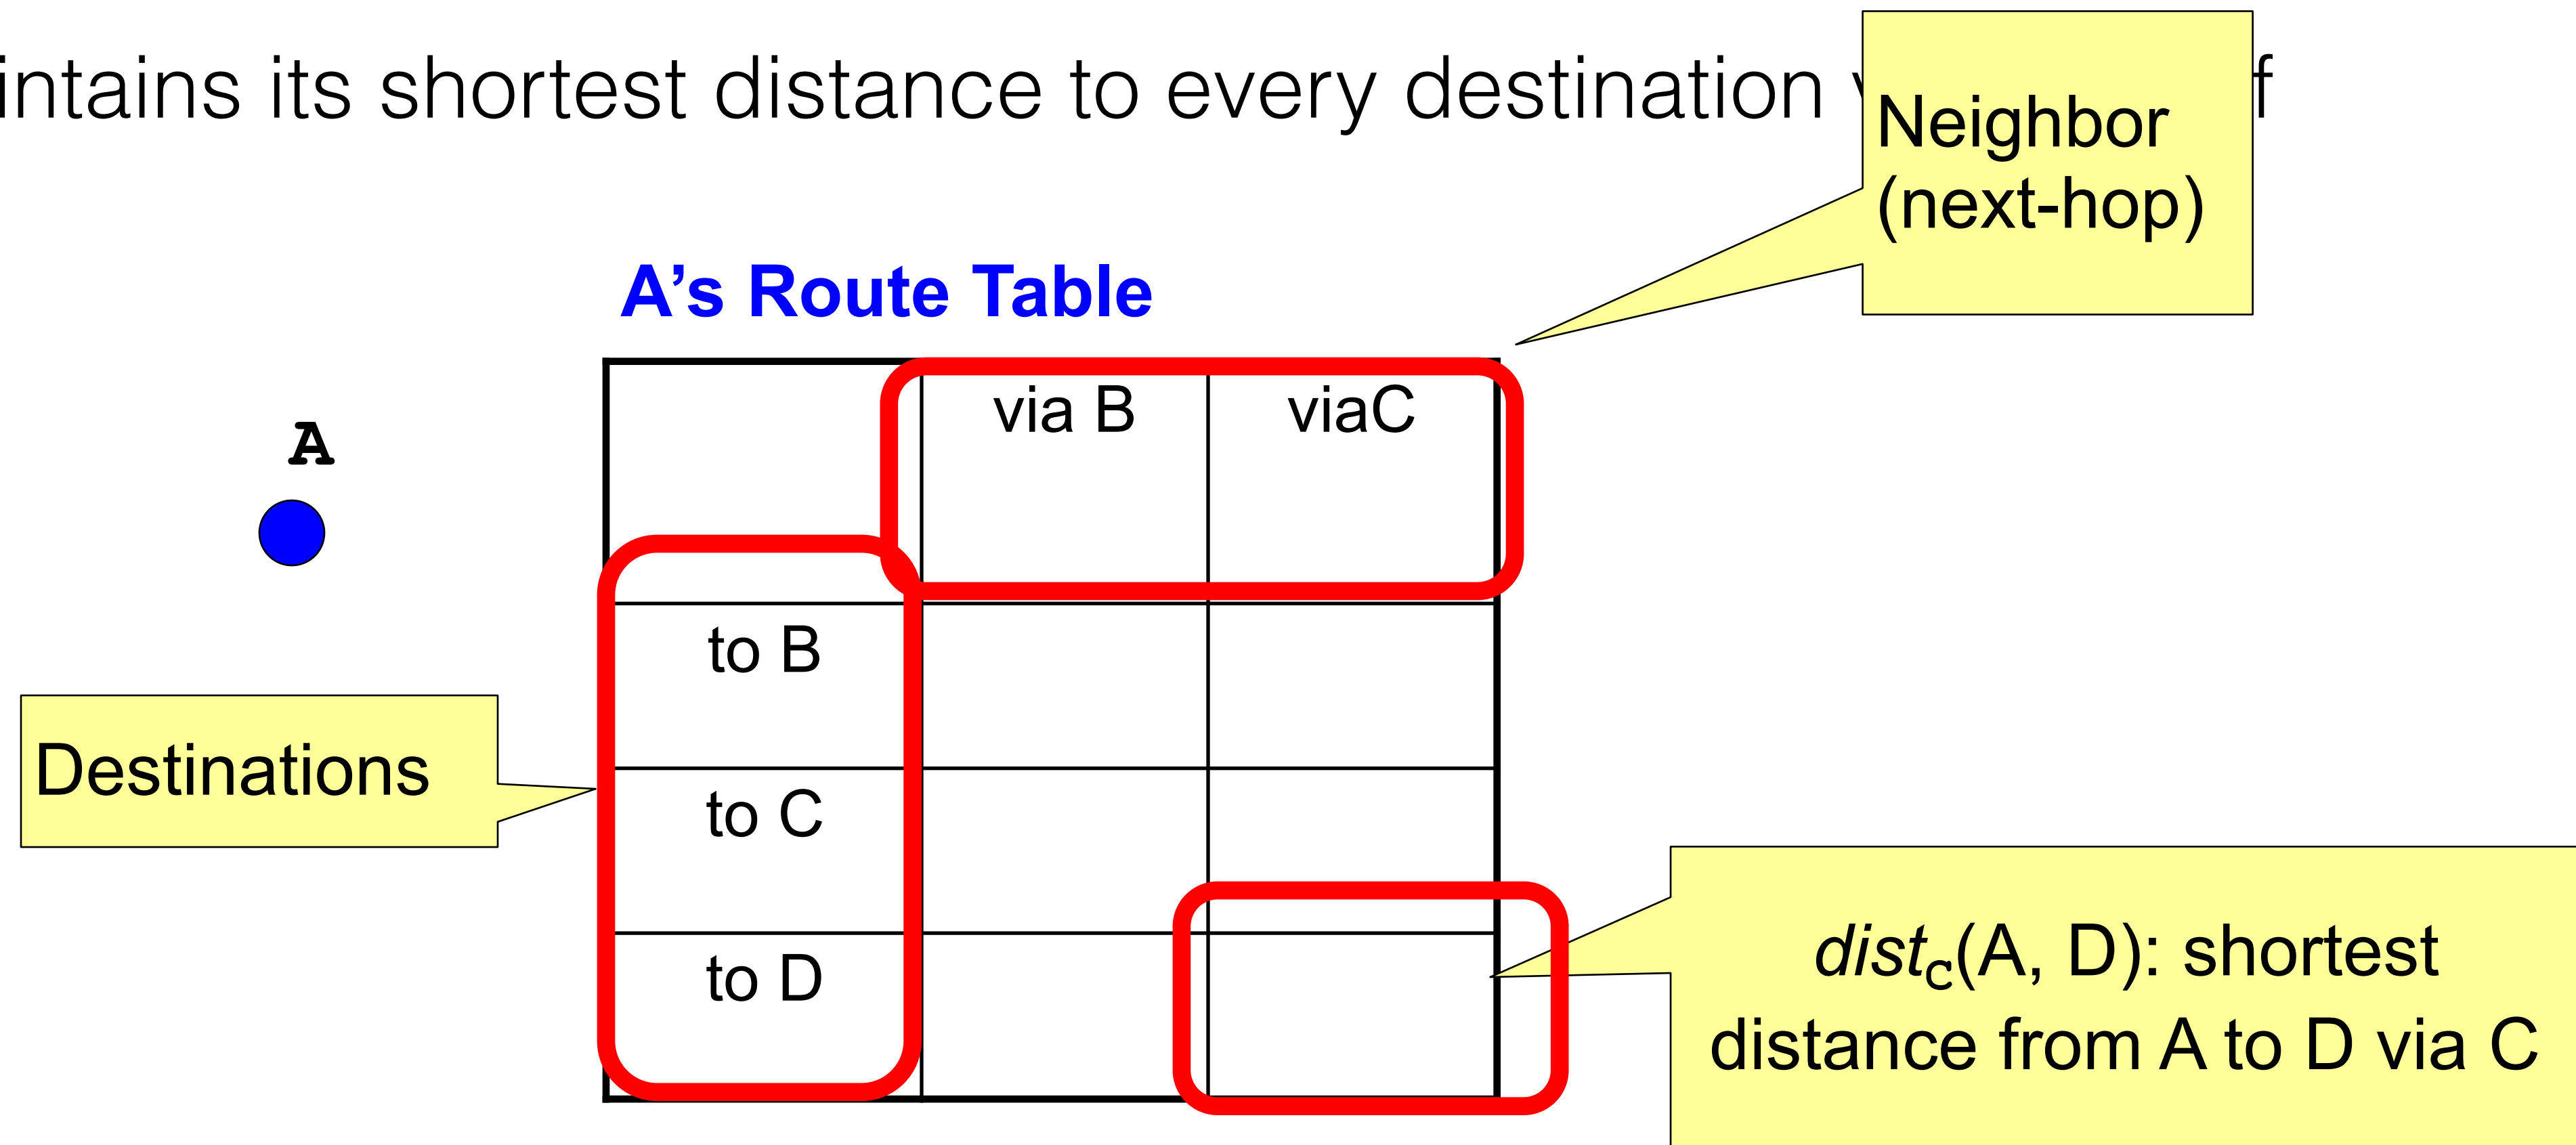 intains its shortest distance to every destination
Neighbor
(next-hop)
A’s Route Table
via B viaC
A
to B
Destinations
to C
to D
dist_C(A, D): shortest
distance from A to D via C